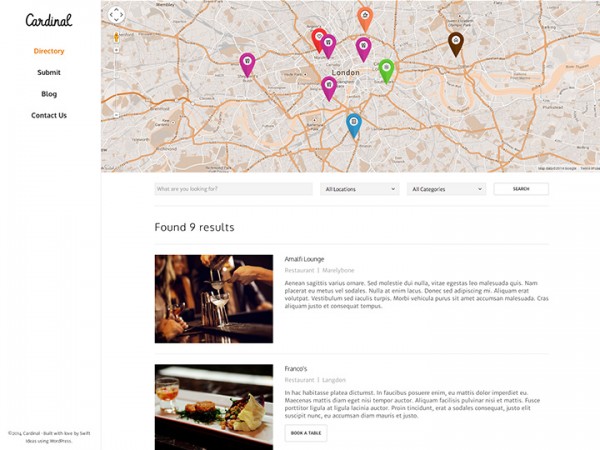 Cardinal
Directory
Submit
Blog
Contact Us
©2014 Cardinal · Built with love by Swift
Ideas using WordPress.
Wembley
London
What are you looking for?
All Locations
All Categories
SEARCH
Found 9 results
Amalfi Lounge
Restaurant | Marelybone
Aenean sagittis varius ornare. Sed molestie dui nulla, vitae egestas leo malesuada quis. Nam
placerat eu metus vel sodales. Nulla at enim lacus. Donec sed adipiscing mi. Aliquam erat
volutpat. Vestibulum sed iaculis turpis. Morbi vehicula purus sit amet accumsan malesuada. Cras
aliquam justo et consequat tempus.
Franco's
Restaurant | Langdon
In hac habitasse platea dictumst. In faucibus posuere enim, eu mattis dolor imperdiet eu.
Maecenas mattis diam eget nisi tempor auctor. Aliquam facilisis pulvinar nisi et mattis. Fusce
porttitor ligula at ligula lacinia auctor. Proin tincidunt, erat a sodales consequat, justo elit
suscipit nunc, eu accumsan diam mauris et justo.
BOOK A TABLE